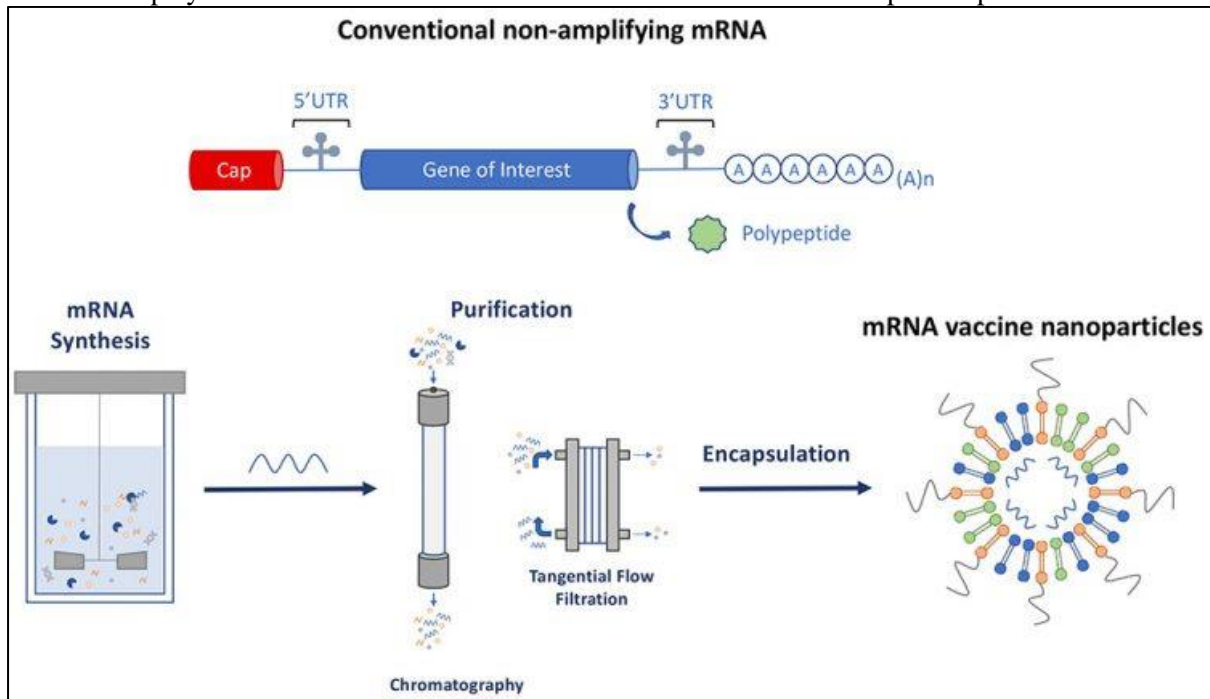 Conventional non-amplifying mRNA
5'UTR
3'UTR
Cap
Gene of Interest
A A A A A A (A)n
Polypeptide
mRNA
Synthesis
Purification
mRNA vaccine nanoparticles
Encapsulation
Tangential Flow
Filtration
Chromatography